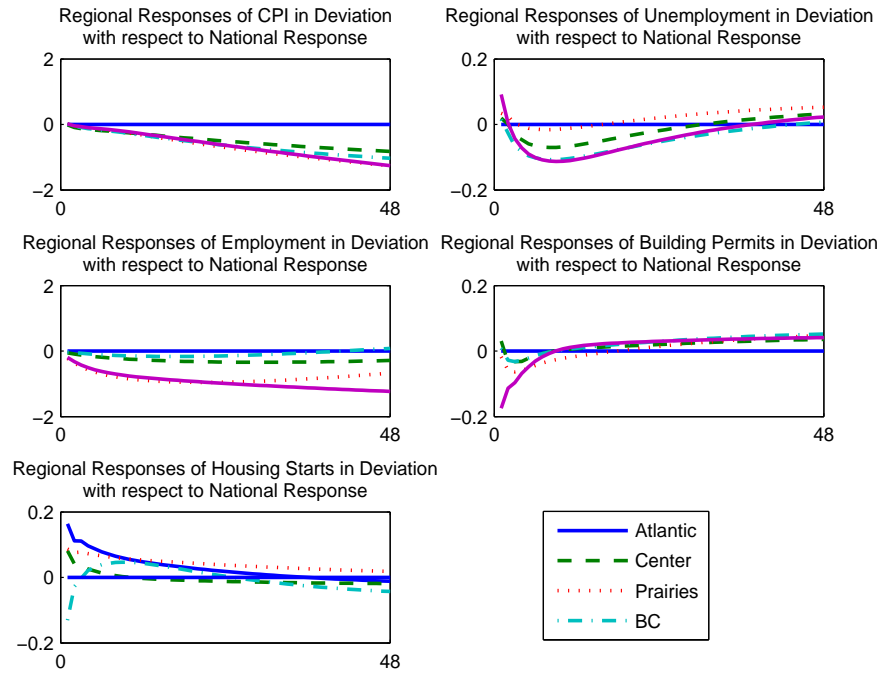 Regional Responses of CPI in Deviation
with respect to National Response
2
0
−2
0
48
Regional Responses of Unemployment in Deviation
with respect to National Response
0.2
0
−0.2
0
48
Regional Responses of Employment in Deviation
with respect to National Response
2
0
−2
0
48
Regional Responses of Building Permits in Deviation
with respect to National Response
0.2
0
−0.2
0
48
Regional Responses of Housing Starts in Deviation
with respect to National Response
0.2
0
−0.2
0
48
Atlantic
Center
Prairies
BC